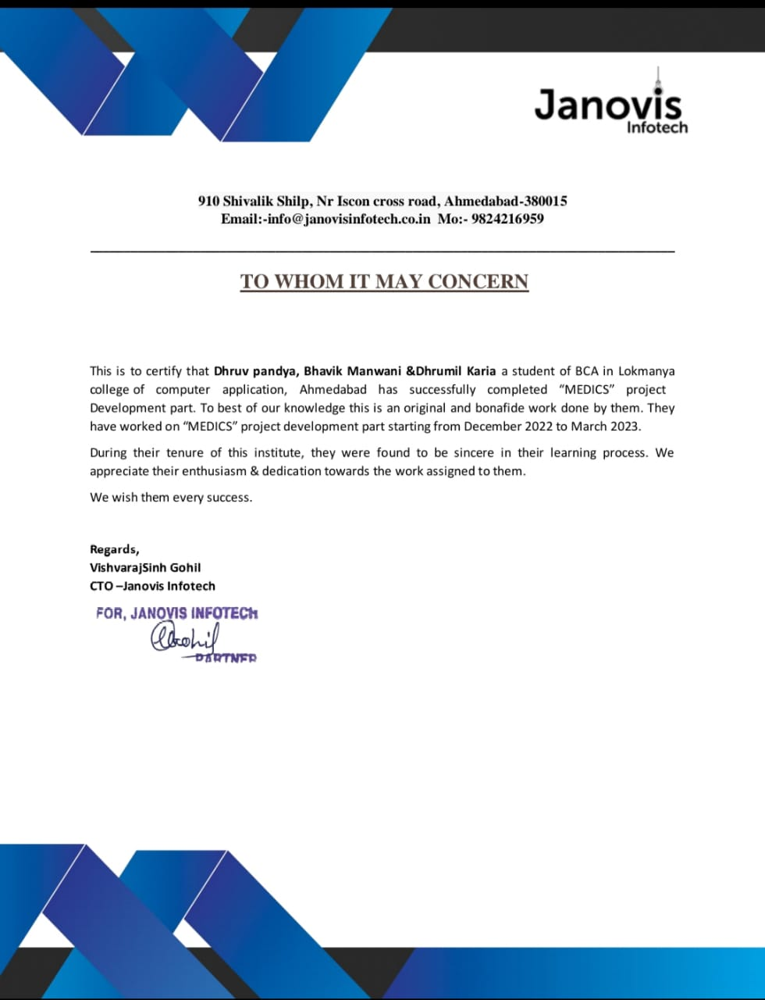 Janovis
Infotech
910 Shivalik Shilp, Nr Iscon cross road, Ahmedabad-380015
Email:-info@janovisinfotech.co.in Mo:- 9824216959
TO WHOM IT MAY CONCERN
This is to certify that Dhruv pandya, Bhavik Manwani &Dhrumil Karia a student of BCA in Lokmanya
college of computer application, Ahmedabad has successfully completed “MEDICS” project
Development part. To best of our knowledge this is an original and bonafide work done by them. They
have worked on “MEDICS” project development part starting from December 2022 to March 2023.
During their tenure of this institute, they were found to be sincere in their learning process. We
appreciate their enthusiasm & dedication towards the work assigned to them.
We wish them every success.
Regards,
VishvarajSinh Gohil
CTO –Janovis Infotech
FOR, JANOVIS INFOTECH
PARTNER